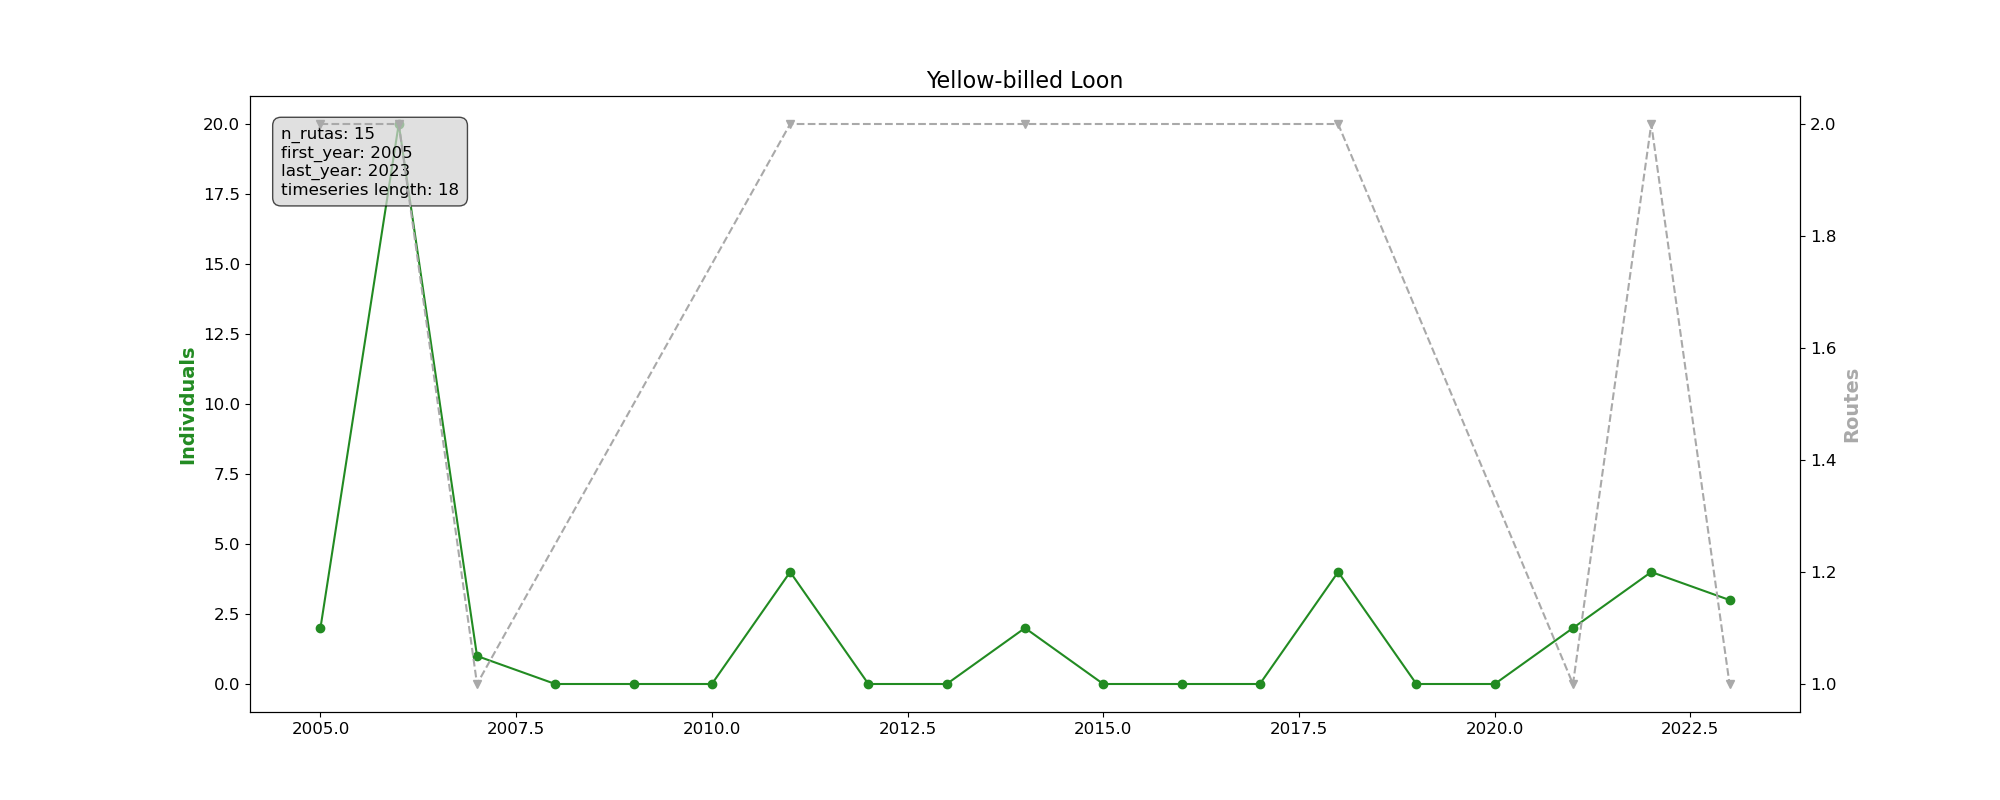 Yellow-billed Loon
n_rutas: 15
first_year: 2005
last_year: 2023
timeseries length: 18
20.0
17.5
15.0
12.5
10.0
7.5
5.0
2.5
0.0
Individuals
2.0
1.8
1.6
1.4
1.2
1.0
Routes
2005.0 2007.5 2010.0 2012.5 2015.0 2017.5 2020.0 2022.5